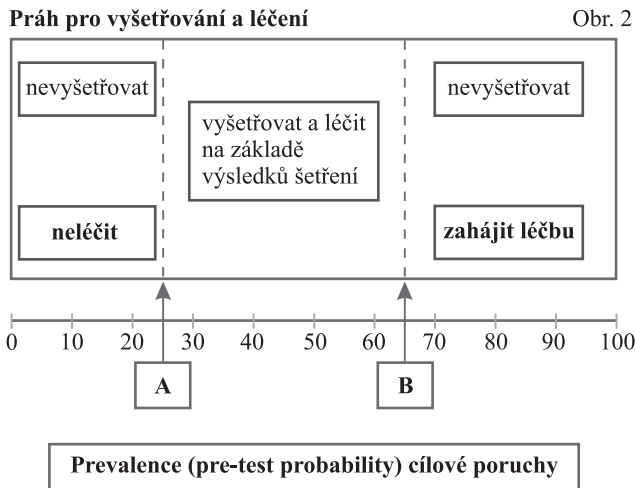 Práh pro vyšetřování a léčení Obr. 2
nevyšetřovat
nevyšetřovat
vyšetřovat a léčit
na základě
výsledků šetření
neléčit
zahájit léčbu
0 10 20 30 40 50 60 70 80 90 100
A
B
Prevalence (pre-test probability) cílové poruchy